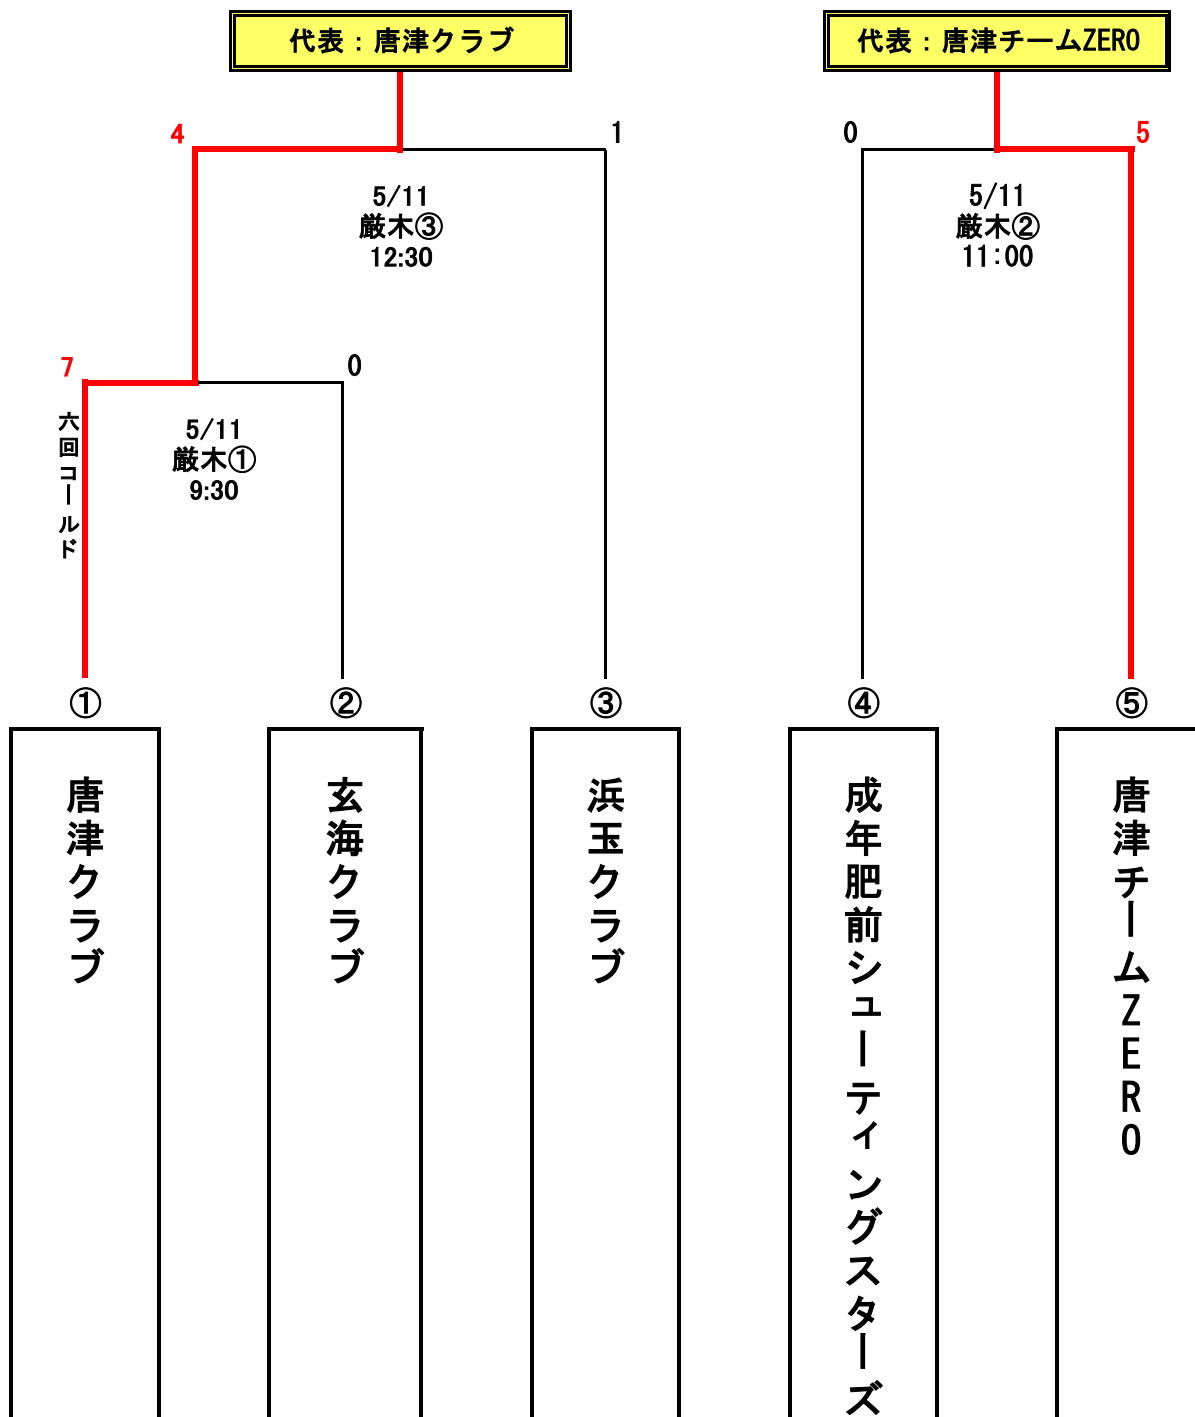 代表：唐津クラブ
代表：唐津チームZERO
4
1
0
5
5/11
厳木③
12:30
5/11
厳木②
11:00
7
0
六回コールド
5/11
厳木①
9:30
①
②
③
④
⑤
唐津クラブ
玄海クラブ
浜玉クラブ
成年肥前シューティングスターズ
唐津チームZERO